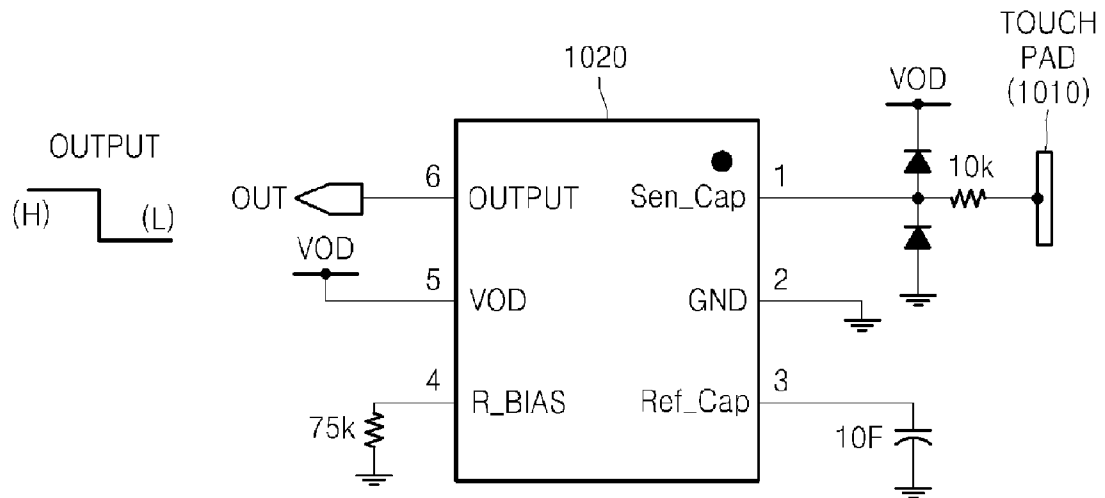 OUTPUT
(H)
(L)
1020
TOUCH
PAD
(1010)
VOD
OUT
6
OUTPUT
Sen_Cap
1
10k
VOD
5
VOD
GND
2
4
R_BIAS
Ref_Cap
3
75k
10F